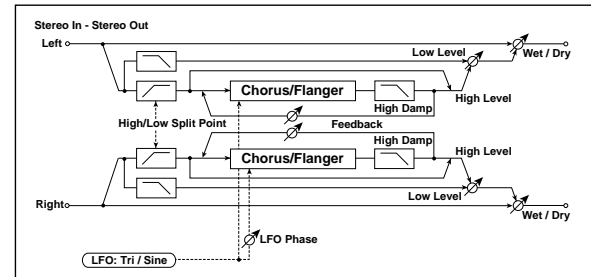 Stereo In - Stereo Out
Left
Wet / Dry
Low Level
Chorus/Flanger
High Damp
High Level
High/Low Split Point
Feedback
High Damp
High Level
Chorus/Flanger
Low Level
Right
Wet / Dry
LFO Phase
LFO: Tri / Sine